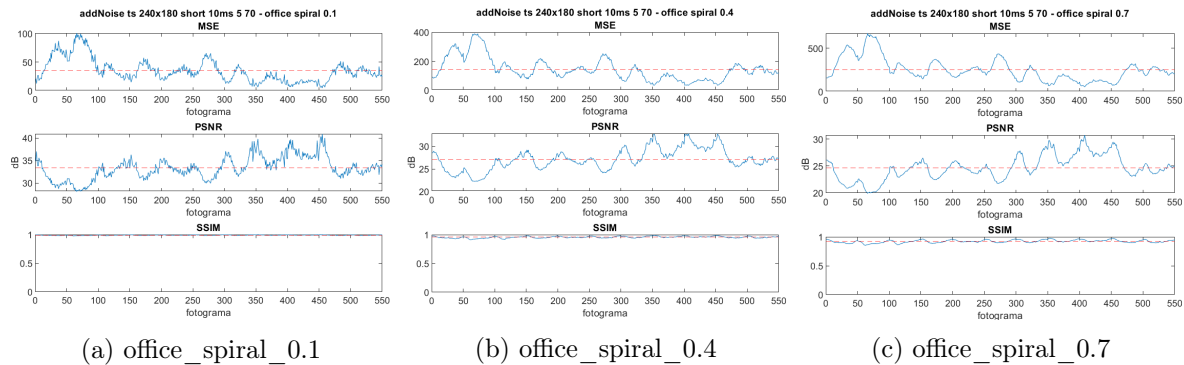 addNoise ts 240x180 short 10ms 5 70 - office spiral 0.1
MSE
100
50
0
0 50 100 150 200 250 300 350 400 450 500 550
fotograma
PSNR
40
35
30
dB
0 50 100 150 200 250 300 350 400 450 500 550
fotograma
SSIM
1
0.5
0
0 50 100 150 200 250 300 350 400 450 500 550
fotograma
(a) office_spiral_0.1
addNoise ts 240x180 short 10ms 5 70 - office spiral 0.4
MSE
400
200
0
0 50 100 150 200 250 300 350 400 450 500 550
fotograma
PSNR
30
25
20
dB
0 50 100 150 200 250 300 350 400 450 500 550
fotograma
SSIM
1
0.5
0
0 50 100 150 200 250 300 350 400 450 500 550
fotograma
(b) office_spiral_0.4
addNoise ts 240x180 short 10ms 5 70 - office spiral 0.7
MSE
500
0
0 50 100 150 200 250 300 350 400 450 500 550
fotograma
PSNR
30
25
20
dB
0 50 100 150 200 250 300 350 400 450 500 550
fotograma
SSIM
1
0.5
0
0 50 100 150 200 250 300 350 400 450 500 550
fotograma
(c) office_spiral_0.7